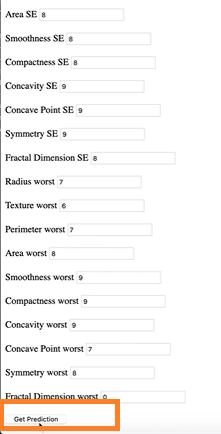 Area SE 8
Smoothness SE 8
Compactness SE 8
Concavity SE 9
Concave Point SE 9
Symmetry SE 9
Fractal Dimension SE 8
Radius worst 7
Texture worst 6
Perimeter worst 7
Area worst 8
Smoothness worst 9
Compactness worst 9
Concavity worst 9
Concave Point worst 7
Symmetry worst 8
Fractal Dimension worst 0
Get Prediction